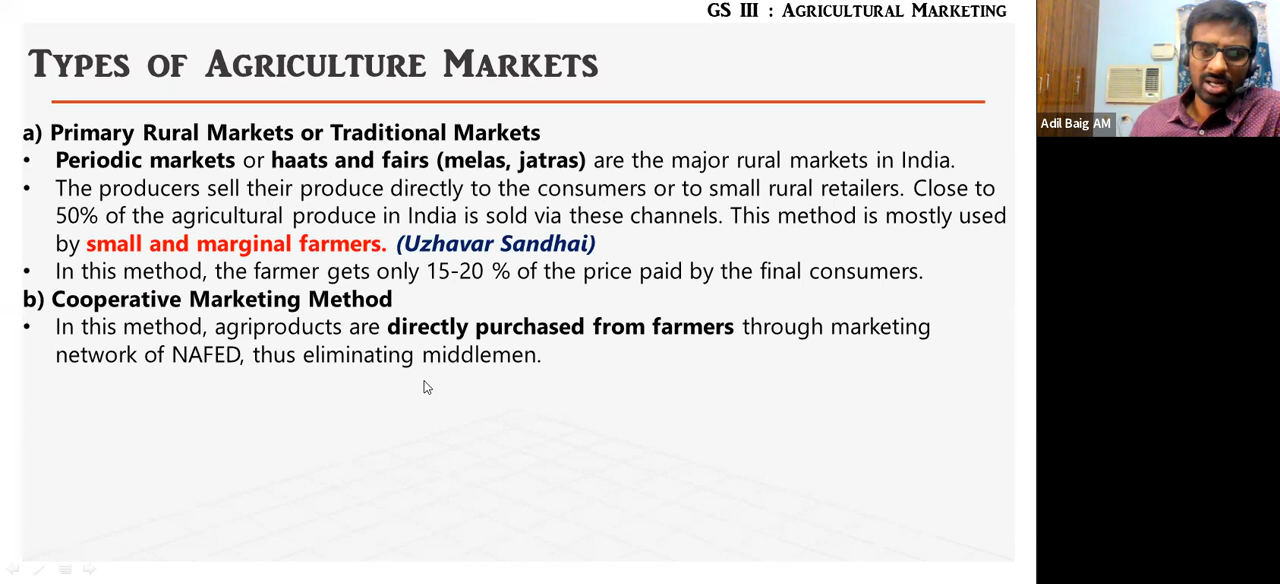 GS III : Agricultural Marketing
Types of Agriculture Markets
a) Primary Rural Markets or Traditional Markets
• Periodic markets or haats and fairs (melas, jatras) are the major rural markets in India.
• The producers sell their produce directly to the consumers or to small rural retailers. Close to
50% of the agricultural produce in India is sold via these channels. This method is mostly used
by small and marginal farmers. (Uzhavar Sandhai)
• In this method, the farmer gets only 15-20 % of the price paid by the final consumers.
b) Cooperative Marketing Method
• In this method, agriproducts are directly purchased from farmers through marketing
network of NAFED, thus eliminating middlemen.
Adil Baig AM